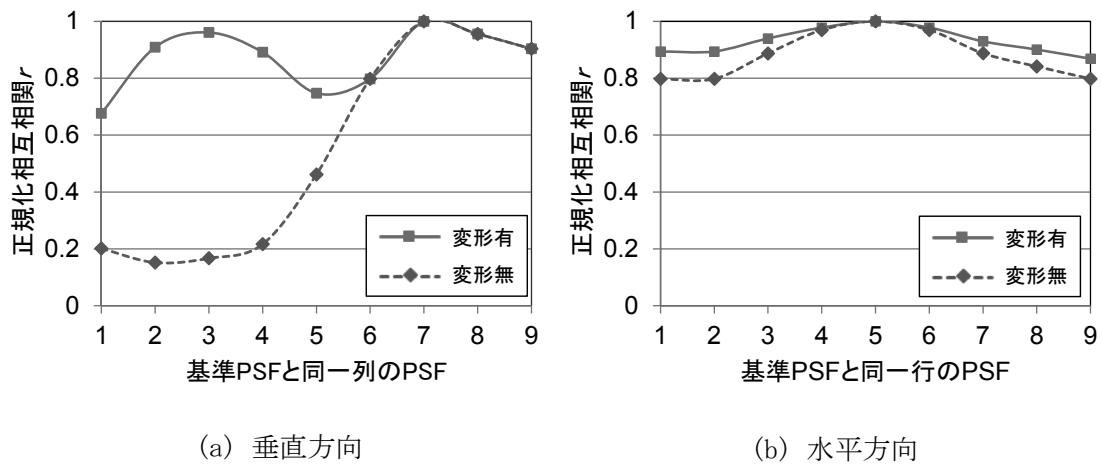 1
0.8
0.6
0.4
0.2
0
正規化相互相関r
変形有
変形無
1 2 3 4 5 6 7 8 9
基準PSFと同一列のPSF
(a) 垂直方向
1
0.8
0.6
0.4
0.2
0
正規化相互相関r
変形有
変形無
1 2 3 4 5 6 7 8 9
基準PSFと同一行のPSF
(b) 水平方向